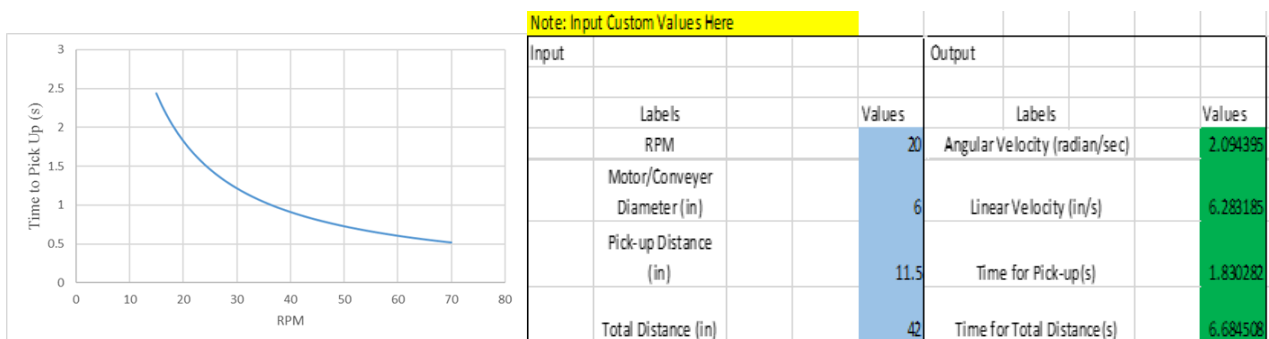 3
2.5
2
1.5
1
0.5
0
Time to Pick Up (s)
0 10 20 30 40 50 60 70 80
RPM
Note: Input Custom Values Here
Input Output
Labels Values Labels Values
RPM 20 Angular Velocity (radian/sec) 2.094395
Motor/Conveyer
Diameter (in) 6 Linear Velocity (in/s) 6.283185
Pick-up Distance
(in) 11.5 Time for Pick-up(s) 1.830282
Total Distance (in) 42 Time for Total Distance(s) 6.684508